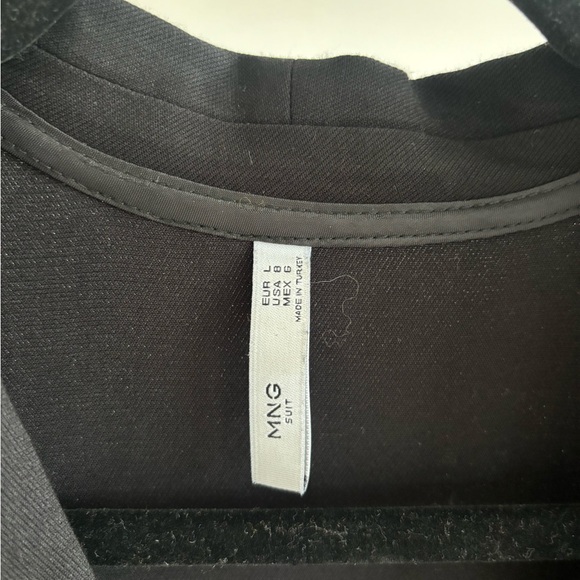 EUR L
USA 8
MEX 6
MADE IN TURKEY
MNG
SUIT